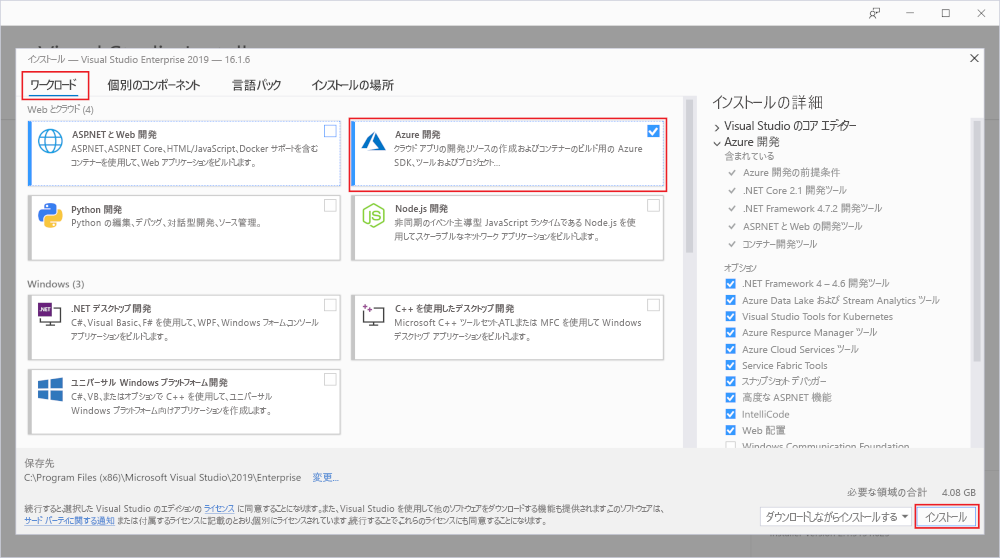 インストール — Visual Studio Enterprise 2019 — 16.1.6
ワークロード 個別のコンポーネント 言語パック インストールの場所
Web とクラウド (4)
ASP.NET と Web 開発
ASP.NET、ASP.NET Core、HTML/JavaScript、Docker サポートを含む
コンテナーを使用して、Web アプリケーションをビルドします。
Azure 開発
クラウド アプリの開発、リソースの作成およびコンテナーのビルド用の Azure
SDK、ツールおよびプロジェクト...
Python 開発
Python の編集、デバッグ、対話型開発、ソース管理。
Node.js 開発
非同期のイベント主導型 JavaScript ランタイムである Node.js を使
用して、スケーラブルなネットワーク アプリケーションをビルドします。
Windows (3)
.NET デスクトップ開発
C#、Visual Basic、F# を使用して、WPF、Windows フォーム、コンソール
アプリケーションをビルドします。
C++ を使用したデスクトップ開発
Microsoft C++ ツールセット、ATL または MFC を使用して Windows
デスクトップ アプリケーションをビルドします。
ユニバーサル Windows プラットフォーム開発
C#、VB、またはオプションで C++ を使用して、ユニバーサル
Windows プラットフォーム向けアプリケーションを作成します。
インストールの詳細
Visual Studio のコア エディター
Azure 開発
含まれている
Azure 開発の前提条件
.NET Core 2.1 開発ツール
.NET Framework 4.7.2 開発ツール
ASP.NET と Web の開発ツール
コンテナー開発ツール
オプション
.NET Framework 4 – 4.6 開発ツール
Azure Data Lake および Stream Analytics ツール
Visual Studio Tools for Kubernetes
Azure Respurce Manager ツール
Azure Cloud Services ツール
Service Fabric Tools
スナップショット デバッガー
高度な ASP.NET 機能
IntelliCode
Web 配置
Windows Communication Foundation
保存先
C:\Program Files (x86)\Microsoft Visual Studio\2019\Enterprise 変更...
必要な領域の合計 4.08 GB
続行すると、選択した Visual Studio のエディションの ライセンス に同意することになります。また、Visual Studio を使用して他のソフトウェアをダウンロードする機能も提供されます。このソフトウェアは、
サード パーティに関する通知 または付属するライセンスに記載のとおり、個別にライセンスされています。続行することでこれらのライセンスにも同意することになります。
ダウンロードしながらインストールする インストール